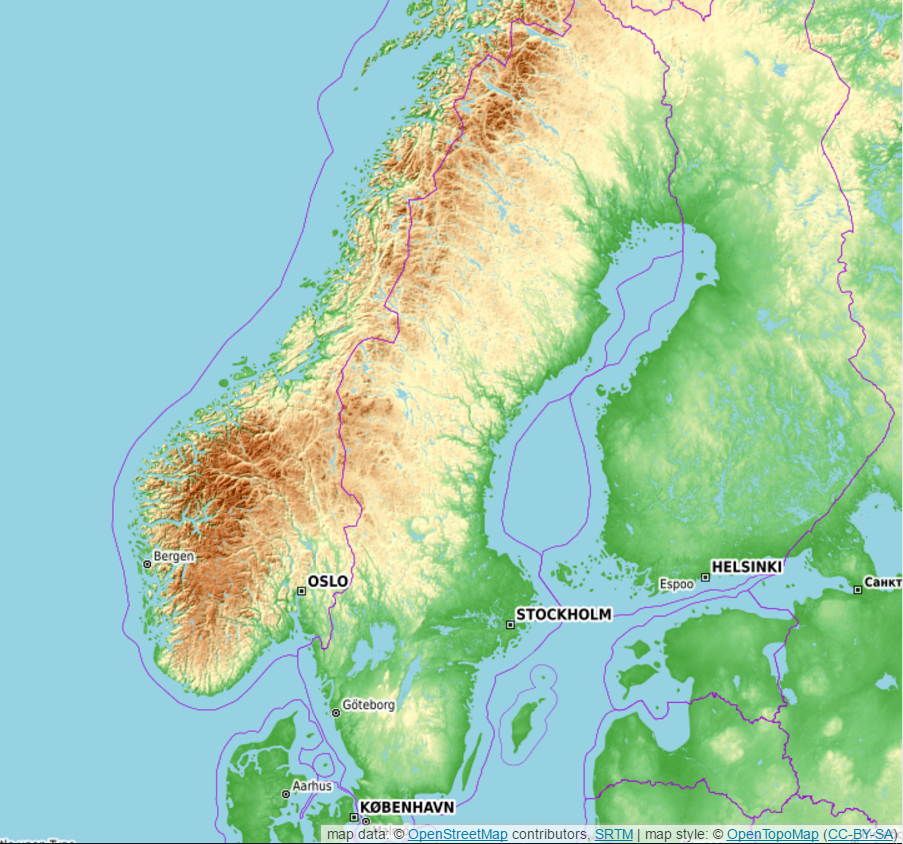 Bergen
OSLO
HELSINKI
Espoo
Санкт
STOCKHOLM
Göteborg
Aarhus
KØBENHAVN
map data: © OpenStreetMap contributors, SRTM | map style: © OpenTopoMap (CC-BY-SA)